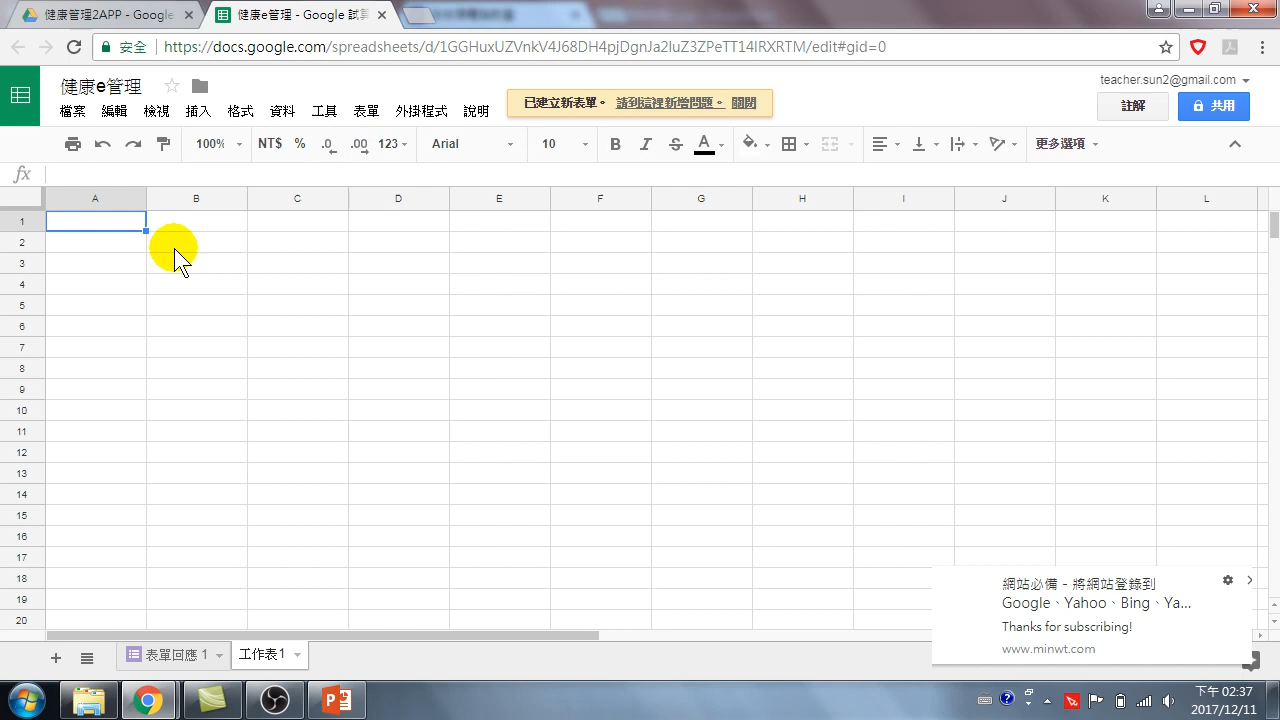 健康管理2APP - Google
健康e管理 - Google 試算
安全
https://docs.google.com/spreadsheets/d/1GGHuxviZVnkV4J68DH4pjDgnJa2luZ3ZPeTT14lRXRTM/edit#gid=0
健康e管理
teacher.sun2@gmail.com
檔案 編輯 檢視 插入 格式 資料 工具 表單 外掛程式 說明
已建立新表單。 請到這裡新增問題。 關閉
註解
共用
100% NT$ % .0 .00 123 Arial 10 B I S A 更多選項
fx
A B C D E F G H I J K L
1
2
3
4
5
6
7
8
9
10
11
12
13
14
15
16
17
18
19
20
網站必備 - 將網站登錄到
Google、Yahoo、Bing、Ya...
Thanks for subscribing!
www.minwt.com
表單回應 1
工作表1
下午 02:37
2017/12/11